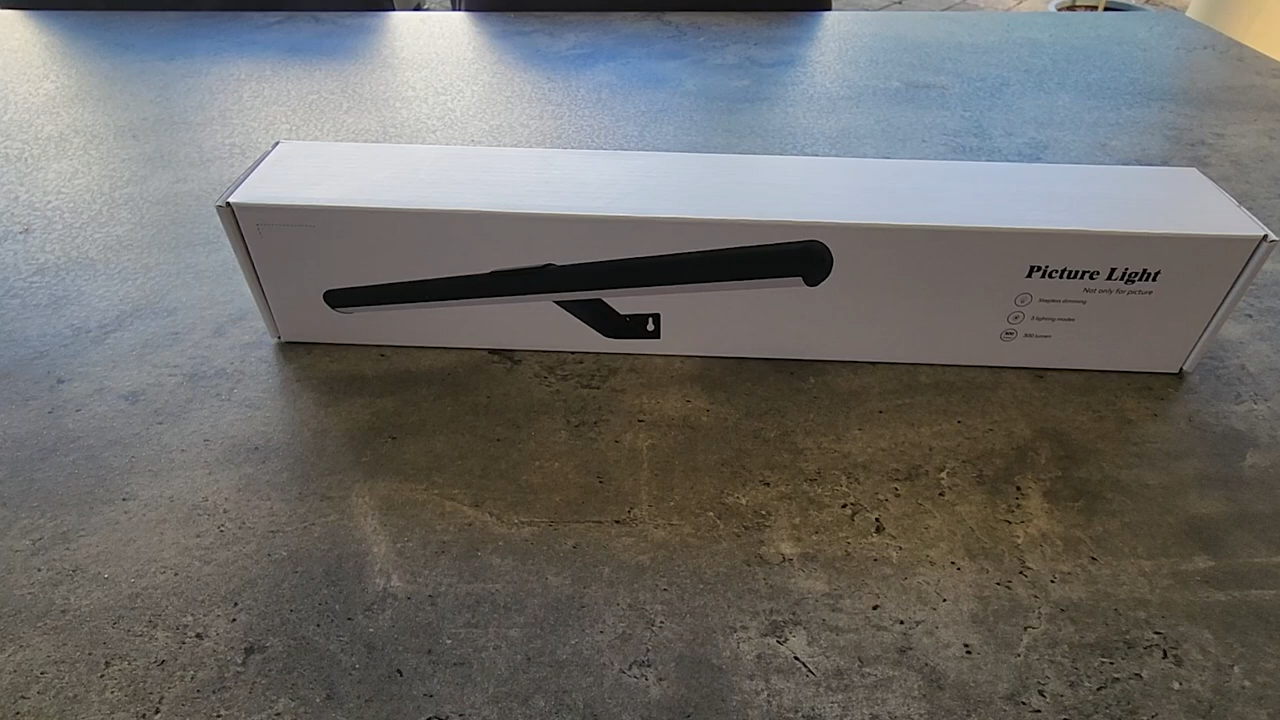 Picture Light
Not only for picture
Stepless dimming
3 lighting modes
300 lumen